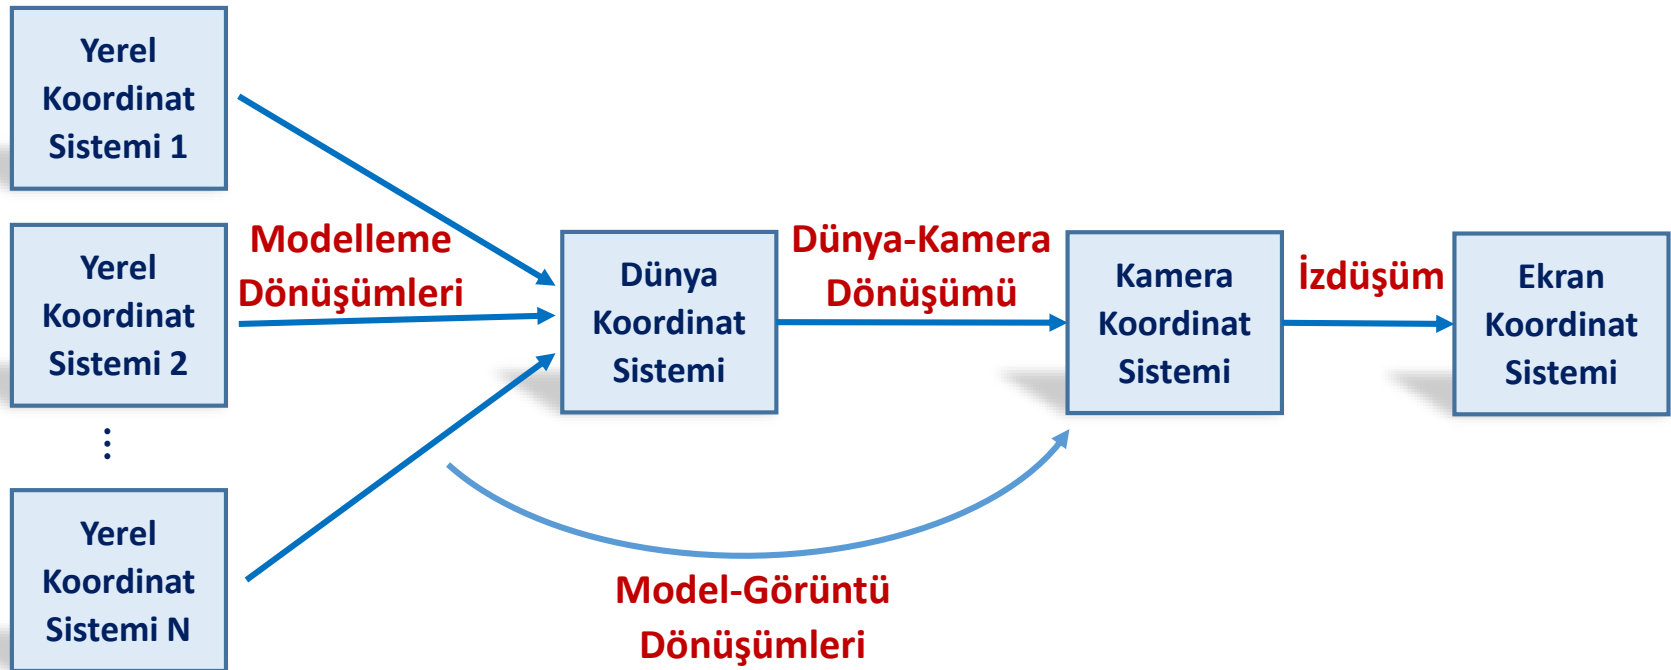 Yerel
Koordinat
Sistemi 1
Yerel
Koordinat
Sistemi 2
⋮
Yerel
Koordinat
Sistemi N
Modelleme
Dönüşümleri
Dünya
Koordinat
Sistemi
Dünya-Kamera
Dönüşümü
Kamera
Koordinat
Sistemi
İzdüşüm
Ekran
Koordinat
Sistemi
Model-Görüntü
Dönüşümleri